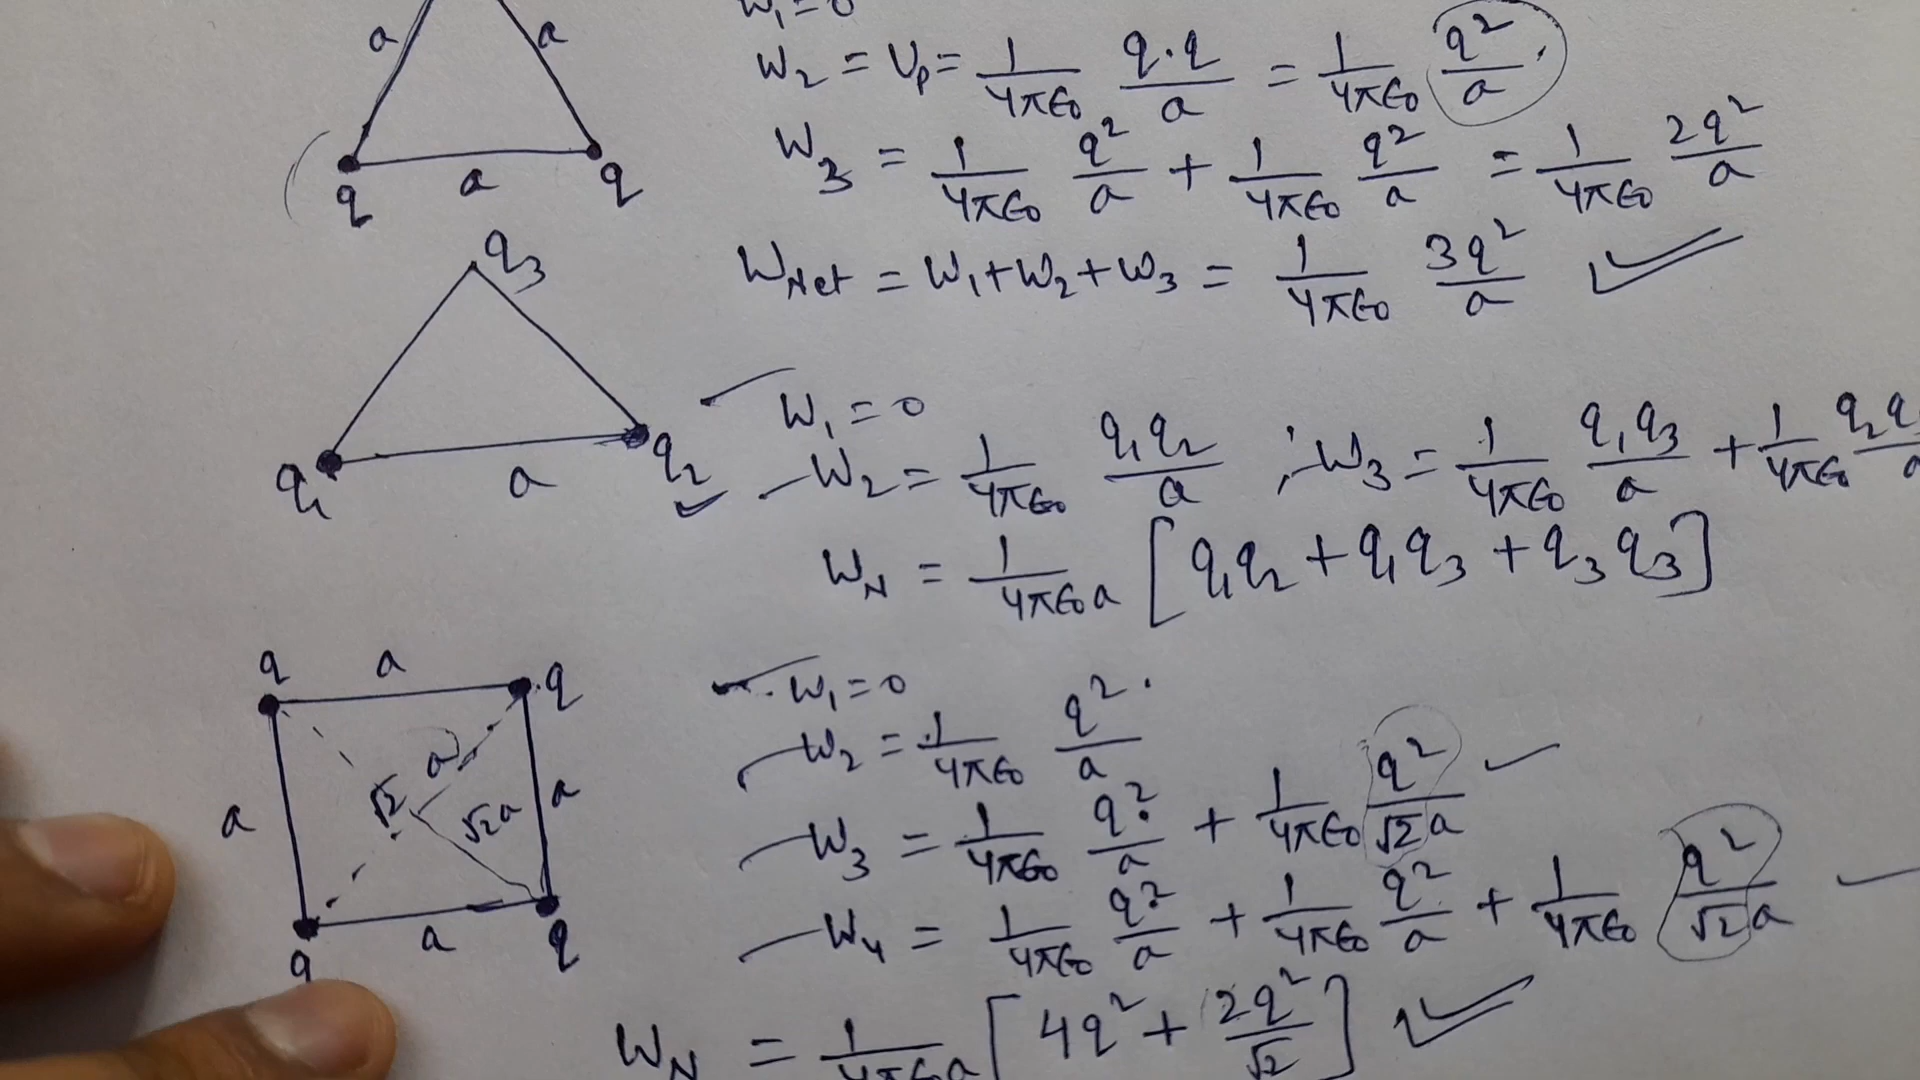 W₁ = 0
a a
W₂ = Uₚ = 1/4πε₀ q·q/a = 1/4πε₀ q²/a
W₃ = 1/4πε₀ q²/a + 1/4πε₀ q²/a = 1/4πε₀ 2q²/a
q a q
W_Net = W₁ + W₂ + W₃ = 1/4πε₀ 3q²/a
q₃
W₁ = 0
q₁ a q₂
W₂ = 1/4πε₀ q₁q₂/a ; W₃ = 1/4πε₀ q₁q₃/a + 1/4πε₀ q₂q
W_N = 1/4πε₀a [q₁q₂ + q₁q₃ + q₃q₃]
q a q
W₁ = 0
W₂ = 1/4πε₀ q²/a
a √2 a √2a a
W₃ = 1/4πε₀ q²/a + 1/4πε₀ q²/√2a
q a q
W₄ = 1/4πε₀ q²/a + 1/4πε₀ q²/a + 1/4πε₀ q²/√2a
W_N = 1/4πε₀a [4q² + 2q²/√2]